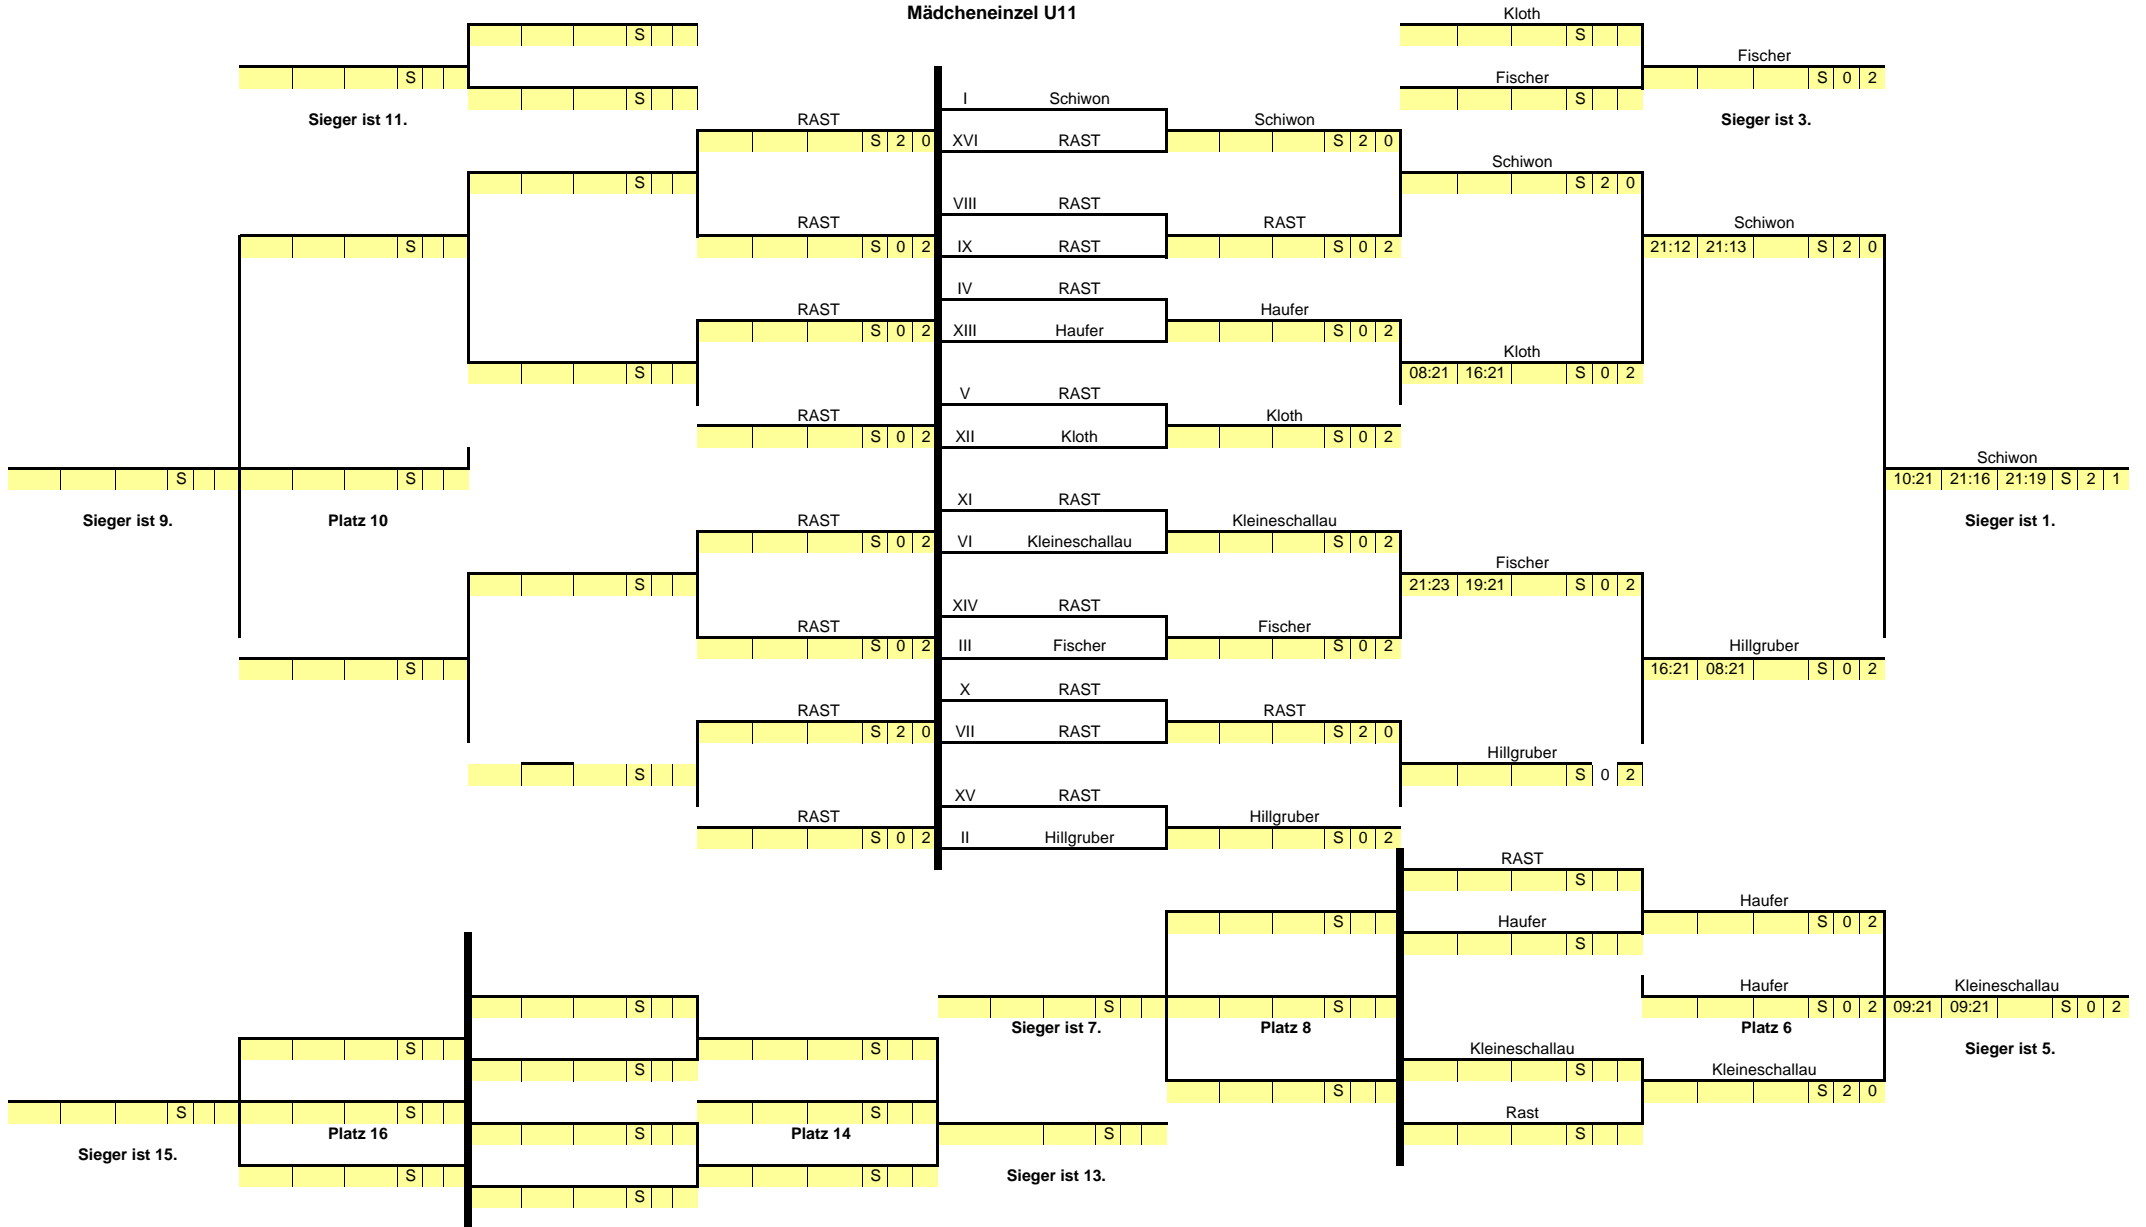 Mädcheneinzel U11
Kloth
S
S
Fischer
S
Fischer
S 0 2
S
S
I Schiwon
Sieger ist 11.
RAST
Schiwon
Sieger ist 3.
S 2 0
XVI RAST
S 2 0
Schiwon
S
S 2 0
VIII RAST
RAST
RAST
Schiwon
S
S 0 2
IX RAST
S 0 2
21:12 21:13 S 2 0
IV RAST
RAST
Haufer
S 0 2
XIII Haufer
S 0 2
Kloth
S
08:21 16:21 S 0 2
V RAST
RAST
Kloth
S 0 2
XII Kloth
S 0 2
Schiwon
S
S
10:21 21:16 21:19 S 2 1
XI RAST
Sieger ist 9.
Platz 10
RAST
Kleineschallau
Sieger ist 1.
S 0 2
VI Kleineschallau
S 0 2
Fischer
S
21:23 19:21 S 0 2
XIV RAST
RAST
Fischer
S 0 2
III Fischer
S 0 2
Hillgruber
S
16:21 08:21 S 0 2
X RAST
RAST
RAST
S 2 0
VII RAST
S 2 0
Hillgruber
S
S 0 2
XV RAST
RAST
Hillgruber
S 0 2
II Hillgruber
S 0 2
RAST
S
Haufer
S
Haufer
S 0 2
S
Haufer
Kleineschallau
S
S
S
S 0 2
09:21 09:21 S 0 2
Sieger ist 7.
Platz 8
Platz 6
S
S
Kleineschallau
Sieger ist 5.
S
S
Kleineschallau
S
S 2 0
S
S
S
Rast
Platz 16
S
Platz 14
S
S
Sieger ist 15.
S
S
Sieger ist 13.
S